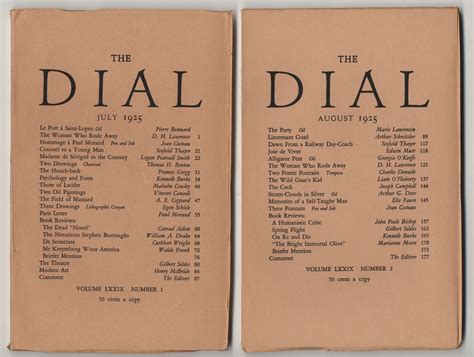 THE
DIAL
JULY 1925
Le Port à Saint-Lopez Oil Pierre Bonnard
The Woman Who Rode Away D. H. Lawrence 1
Hommage à Paul Morand Pen and Ink Jean Cocteau
Counsel to a Young Man Scofield Thayer 21
Madame de Sévigné in the Country Logan Pearsall Smith 22
Two Drawings Charcoal Thomas H. Benton
The Hunch-back Frances Gregg 31
Psychology and Form Kenneth Burke 34
Those of Lucifer Malcolm Cowley 46
Two Oil Paintings Vincent Canadé
The Field of Mustard A. E. Coppard 47
Three Drawings Lithographic Crayon Egon Schiele
Paris Letter Paul Morand 55
Book Reviews:
The Dead "Novel" Conrad Aiken 60
The Notorious Stephen Burroughs William A. Drake 64
De Senectute Cuthbert Wright 68
Mr Kreymborg Woos America Waldo Frank 72
Briefer Mention 76
The Theatre Gilbert Seldes 80
Modern Art Henry McBride 84
Comment The Editors 87
VOLUME LXXIX NUMBER 1
50 cents a copy
THE
DIAL
AUGUST 1925
The Party Oil Marie Laurencin
Lieutenant Gustl Arthur Schnitzler 89
Dawn From a Railway Day-Coach Scofield Thayer 117
Joie de Vivre Edwin Muir 118
Alligator Pear Oil Georgia O'Keeffe
The Woman Who Rode Away D. H. Lawrence 121
Two Poster Portraits Tempera Charles Demuth
The Wild Goat's Kid Liam O'Flaherty 137
The Cock Joseph Campbell 144
Storm-Clouds in Silver Oil Arthur G. Dove
Memories of a Self-Taught Man Elie Faure 145
Three Portraits Pen and Ink Jean Cocteau
Book Reviews:
A Humanistic Critic John Peale Bishop 157
Spring Flight Gilbert Seldes 162
On Re and Dis Kenneth Burke 165
"The Bright Immortal Olive" Marianne Moore 170
Briefer Mention 173
Comment The Editors 177
VOLUME LXXIX NUMBER 2
50 cents a copy